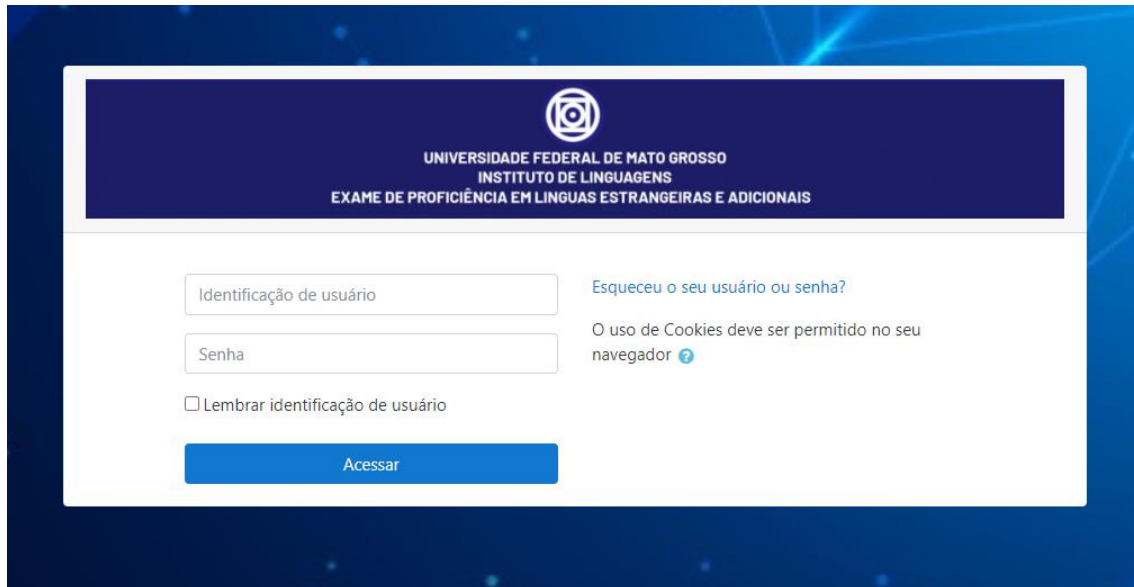 UNIVERSIDADE FEDERAL DE MATO GROSSO
INSTITUTO DE LINGUAGENS
EXAME DE PROFICIÊNCIA EM LINGUAS ESTRANGEIRAS E ADICIONAIS
Identificação de usuário
Senha
Lembrar identificação de usuário
Acessar
Esqueceu o seu usuário ou senha?
O uso de Cookies deve ser permitido no seu
navegador ?